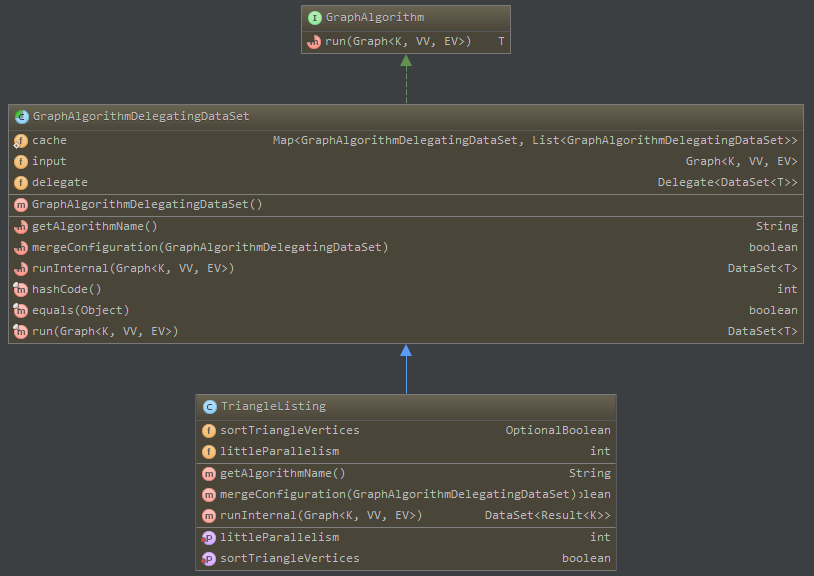 GraphAlgorithm
run(Graph<K, VV, EV>) T
GraphAlgorithmDelegatingDataSet
cache Map<GraphAlgorithmDelegatingDataSet, List<GraphAlgorithmDelegatingDataSet>>
input Graph<K, VV, EV>
delegate Delegate<DataSet<T>>
GraphAlgorithmDelegatingDataSet()
getAlgorithmName() String
mergeConfiguration(GraphAlgorithmDelegatingDataSet) boolean
runInternal(Graph<K, VV, EV>) DataSet<T>
hashCode() int
equals(Object) boolean
run(Graph<K, VV, EV>) DataSet<T>
TriangleListing
sortTriangleVertices OptionalBoolean
littleParallelism int
getAlgorithmName() String
mergeConfiguration(GraphAlgorithmDelegatingDataSet) lean
runInternal(Graph<K, VV, EV>) DataSet<Result<K>>
littleParallelism int
sortTriangleVertices boolean